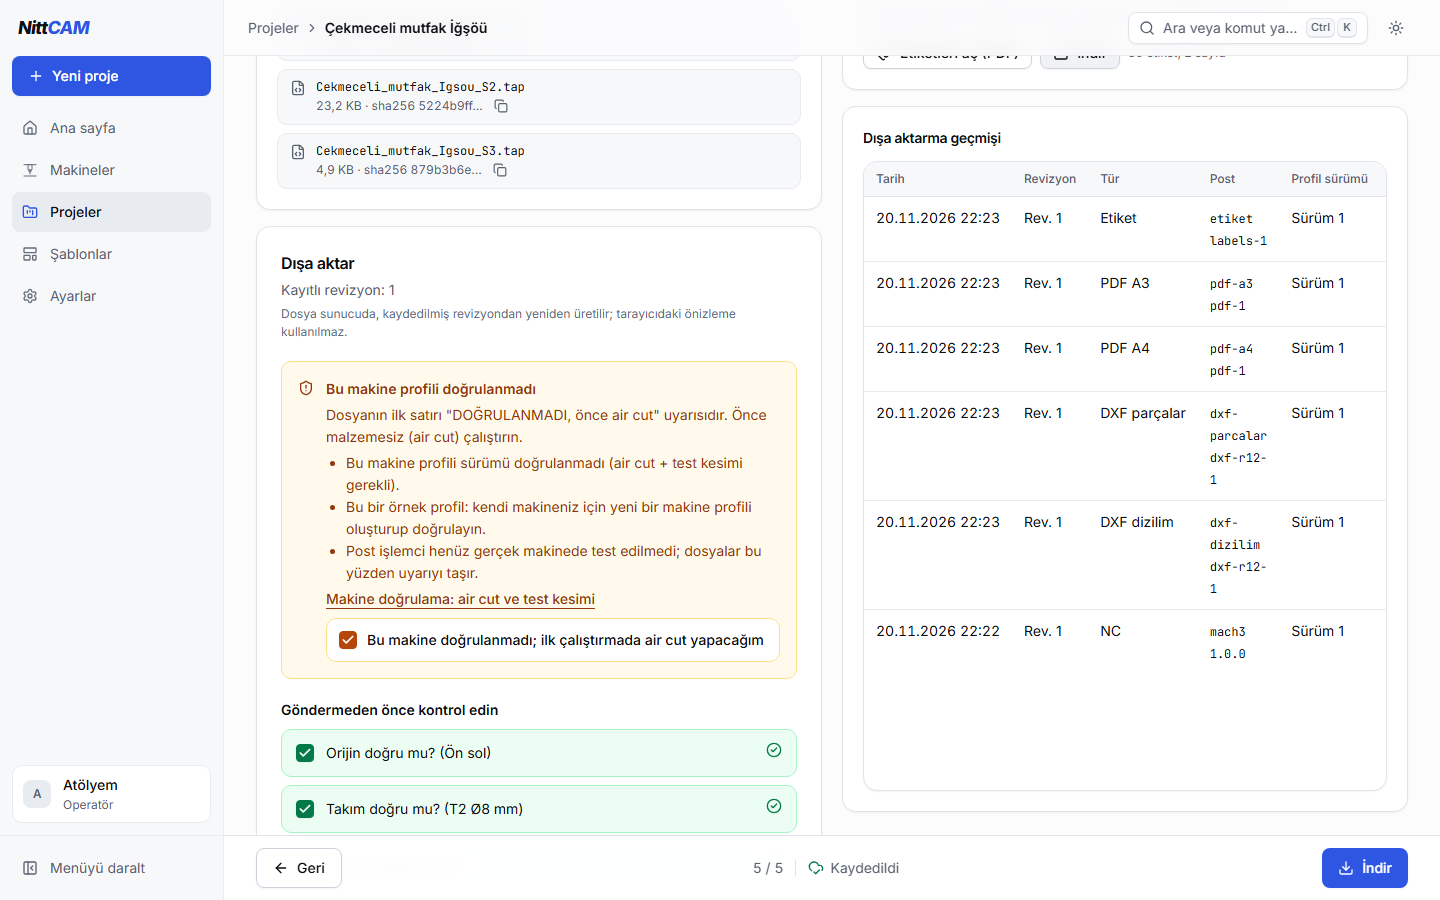 NittCAM
Yeni proje
Ana sayfa
Makineler
Projeler
Şablonlar
Ayarlar
A
Atölyem
Operatör
Menüyü daralt
Projeler > Çekmeceli mutfak İğşöü
Ara veya komut ya... Ctrl K
Cekmeceli_mutfak_Igsou_S2.tap
23,2 KB · sha256 5224b9ff...
Cekmeceli_mutfak_Igsou_S3.tap
4,9 KB · sha256 879b3b6e...
Dışa aktar
Kayıtlı revizyon: 1
Dosya sunucuda, kaydedilmiş revizyondan yeniden üretilir; tarayıcıdaki önizleme
kullanılmaz.
Bu makine profili doğrulanmadı
Dosyanın ilk satırı "DOĞRULANMADI, önce air cut" uyarısıdır. Önce
malzemesiz (air cut) çalıştırın.
• Bu makine profili sürümü doğrulanmadı (air cut + test kesimi
gerekli).
• Bu bir örnek profil: kendi makineniz için yeni bir makine profili
oluşturup doğrulayın.
• Post işlemci henüz gerçek makinede test edilmedi; dosyalar bu
yüzden uyarıyı taşır.
Makine doğrulama: air cut ve test kesimi
Bu makine doğrulanmadı; ilk çalıştırmada air cut yapacağım
Göndermeden önce kontrol edin
Orijin doğru mu? (Ön sol)
Takım doğru mu? (T2 Ø8 mm)
Dışa aktarma geçmişi
Tarih Revizyon Tür Post Profil sürümü
20.11.2026 22:23 Rev. 1 Etiket etiket Sürüm 1
labels-1
20.11.2026 22:23 Rev. 1 PDF A3 pdf-a3 Sürüm 1
pdf-1
20.11.2026 22:23 Rev. 1 PDF A4 pdf-a4 Sürüm 1
pdf-1
20.11.2026 22:23 Rev. 1 DXF parçalar dxf- Sürüm 1
parcalar
dxf-r12-
1
20.11.2026 22:23 Rev. 1 DXF dizilim dxf- Sürüm 1
dizilim
dxf-r12-
1
20.11.2026 22:22 Rev. 1 NC mach3 Sürüm 1
1.0.0
Geri
5 / 5
Kaydedildi
İndir